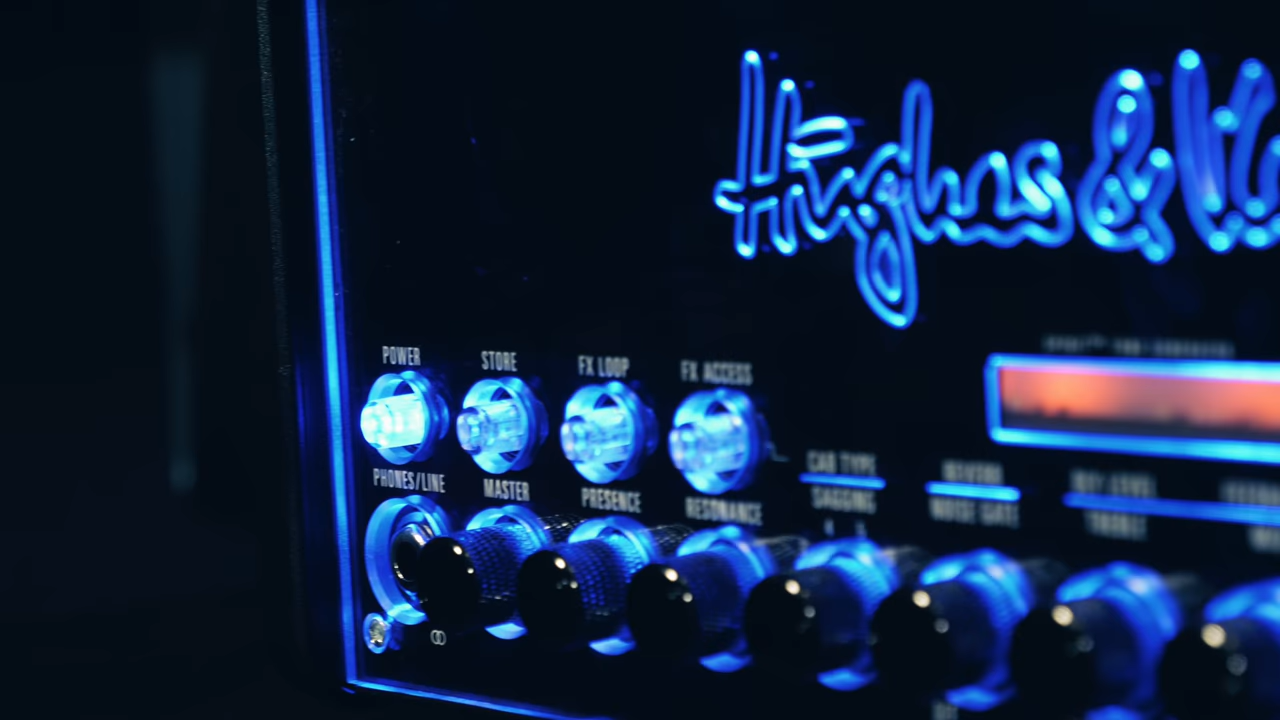 Hughes & K
POWER STORE FX LOOP FX ACCESS
PHONES/LINE MASTER PRESENCE RESONANCE
CAB TYPE REVERB
SAGGING NOISE GATE